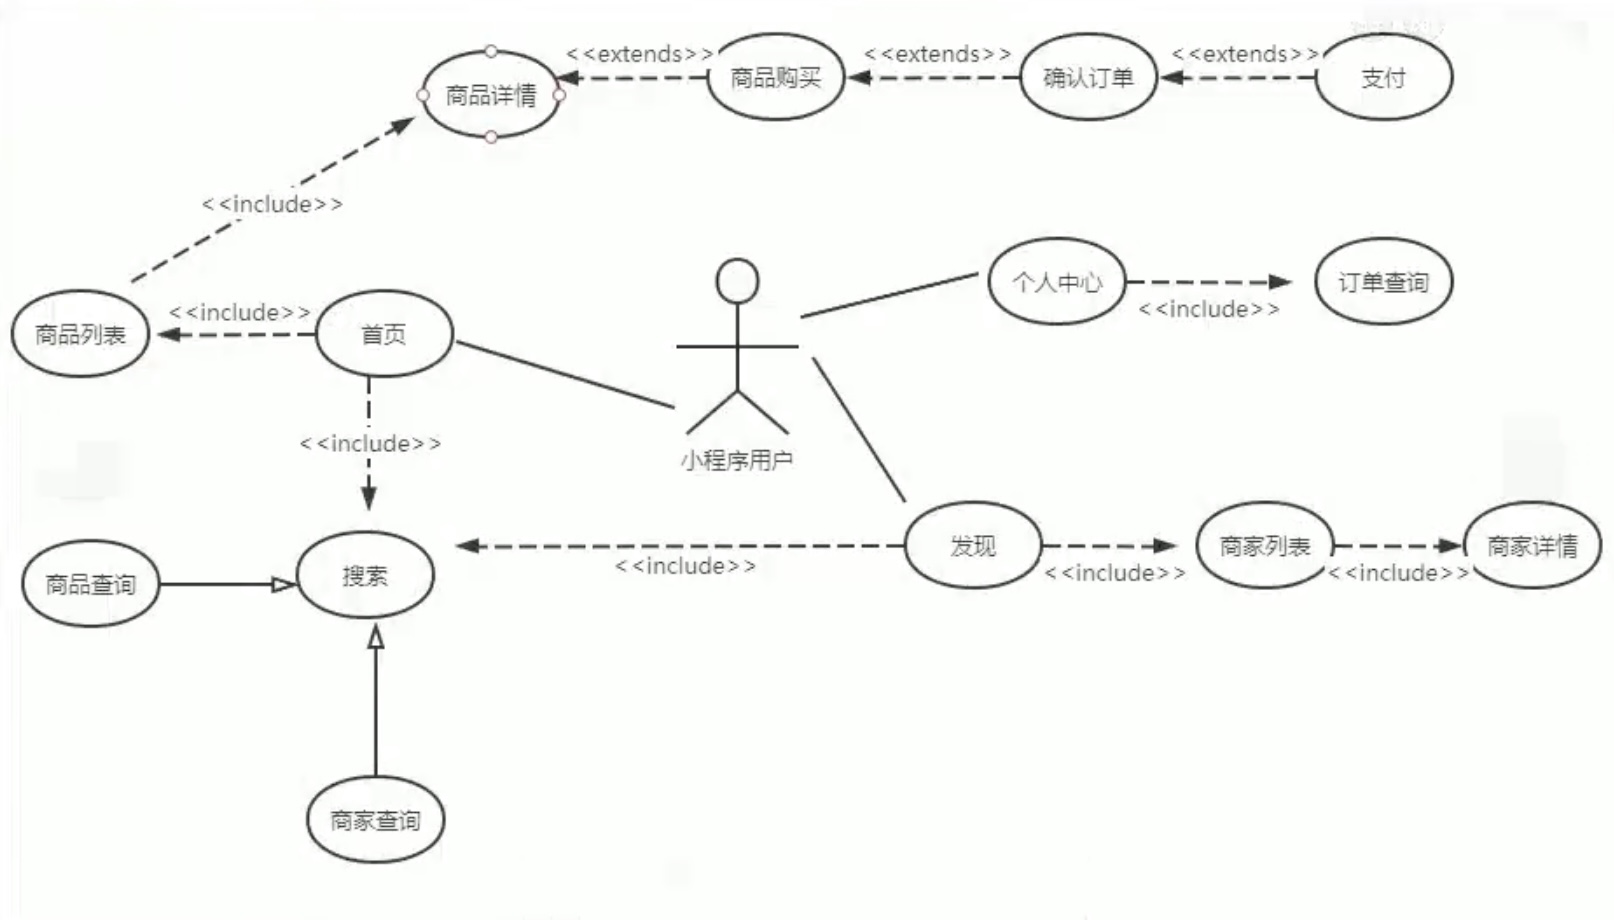 <<extends>> <<extends>> <<extends>>
商品详情 商品购买 确认订单 支付
<<include>>
个人中心 订单查询
<<include>> <<include>>
商品列表 首页
<<include>>
小程序用户
发现 商家列表 商家详情
<<include>> <<include>> <<include>>
商品查询 搜索
商家查询